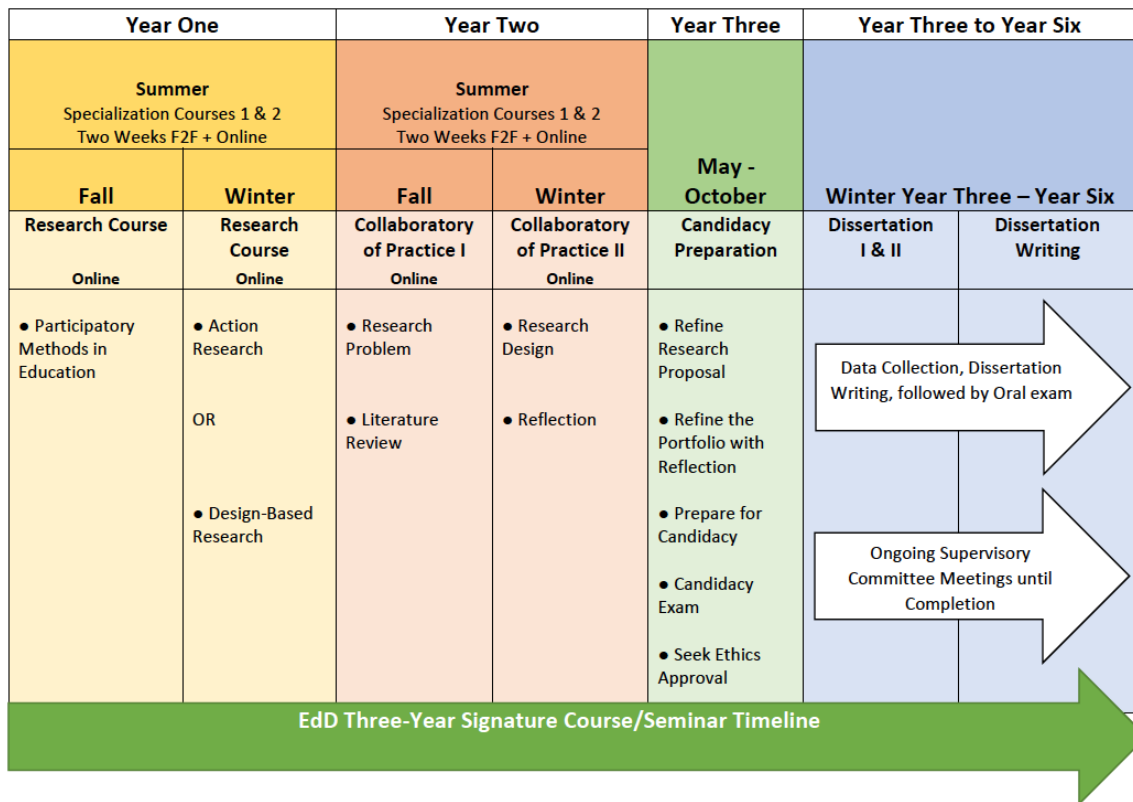 Year One
Year Two
Year Three
Year Three to Year Six
Summer
Specialization Courses 1 & 2
Two Weeks F2F + Online
Summer
Specialization Courses 1 & 2
Two Weeks F2F + Online
May -
October
Winter Year Three – Year Six
Fall
Winter
Fall
Winter
Research Course
Online
Research
Course
Online
Collaboratory
of Practice I
Online
Collaboratory
of Practice II
Online
Candidacy
Preparation
Dissertation
I & II
Dissertation
Writing
● Participatory
Methods in
Education
● Action
Research
OR
● Design-Based
Research
● Research
Problem
● Literature
Review
● Research
Design
● Reflection
● Refine
Research
Proposal
● Refine the
Portfolio with
Reflection
● Prepare for
Candidacy
● Candidacy
Exam
● Seek Ethics
Approval
Data Collection, Dissertation
Writing, followed by Oral exam
Ongoing Supervisory
Committee Meetings until
Completion
EdD Three-Year Signature Course/Seminar Timeline